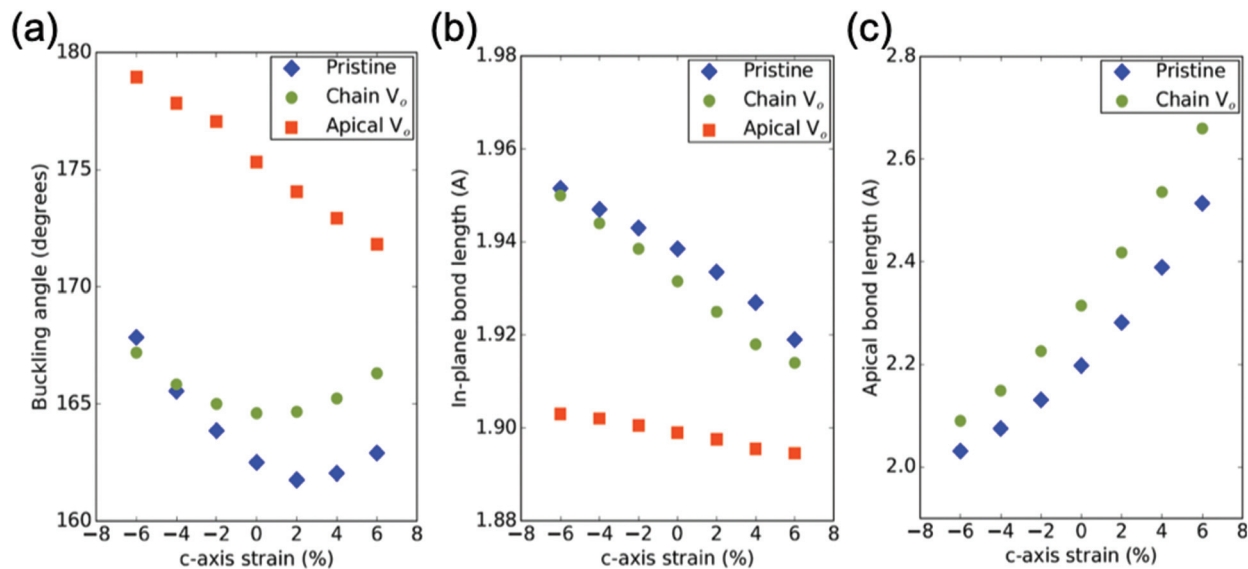 (a)
180
175
170
165
160
Buckling angle (degrees)
Pristine
Chain Vₒ
Apical Vₒ
−8 −6 −4 −2 0 2 4 6 8
c-axis strain (%)
(b)
1.98
1.96
1.94
1.92
1.90
1.88
In-plane bond length (A)
Pristine
Chain Vₒ
Apical Vₒ
−8 −6 −4 −2 0 2 4 6 8
c-axis strain (%)
(c)
2.8
2.6
2.4
2.2
2.0
Apical bond length (A)
Pristine
Chain Vₒ
−8 −6 −4 −2 0 2 4 6 8
c-axis strain (%)